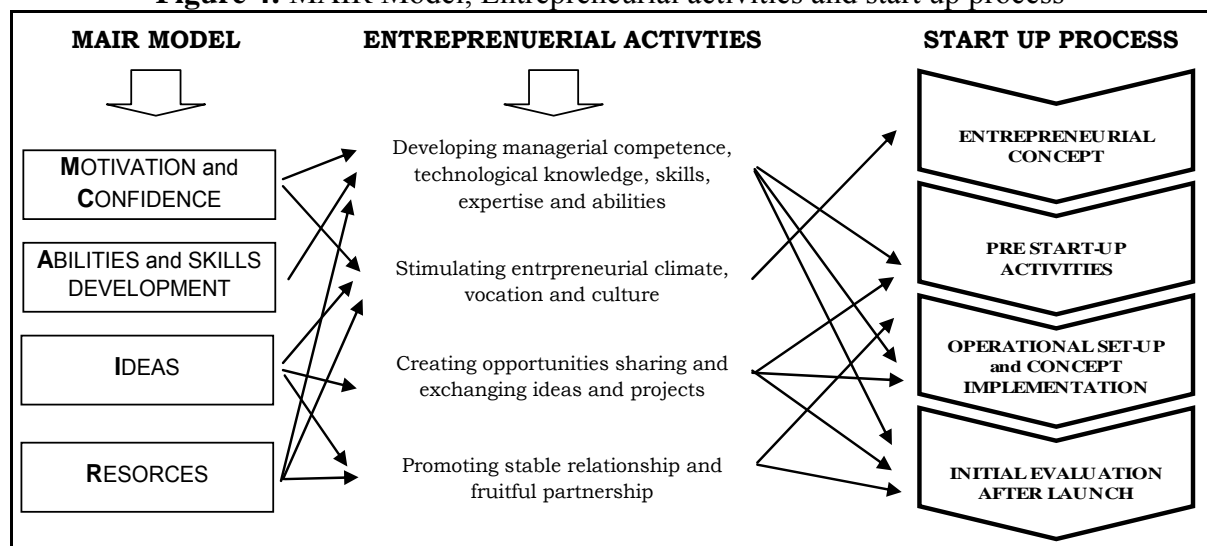 Figure 4: MAIR Model, Entrepreneurial activities and start up process
MAIR MODEL
ENTREPRENUERIAL ACTIVTIES
START UP PROCESS
MOTIVATION and
CONFIDENCE
ABILITIES and SKILLS
DEVELOPMENT
IDEAS
RESORCES
Developing managerial competence,
technological knowledge, skills,
expertise and abilities
Stimulating entrpreneurial climate,
vocation and culture
Creating opportunities sharing and
exchanging ideas and projects
Promoting stable relationship and
fruitful partnership
ENTREPRENEURIAL
CONCEPT
PRE START-UP
ACTIVITIES
OPERATIONAL SET-UP
and CONCEPT
IMPLEMENTATION
INITIAL EVALUATION
AFTER LAUNCH